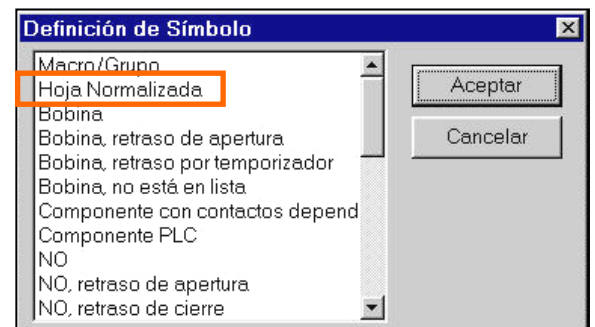 Definición de Símbolo
Macro/Grupo
Hoja Normalizada
Bobina
Bobina, retraso de apertura
Bobina, retraso por temporizador
Bobina, no está en lista
Componente con contactos depend
Componente PLC
NO
NO, retraso de apertura
NO, retraso de cierre
Aceptar
Cancelar